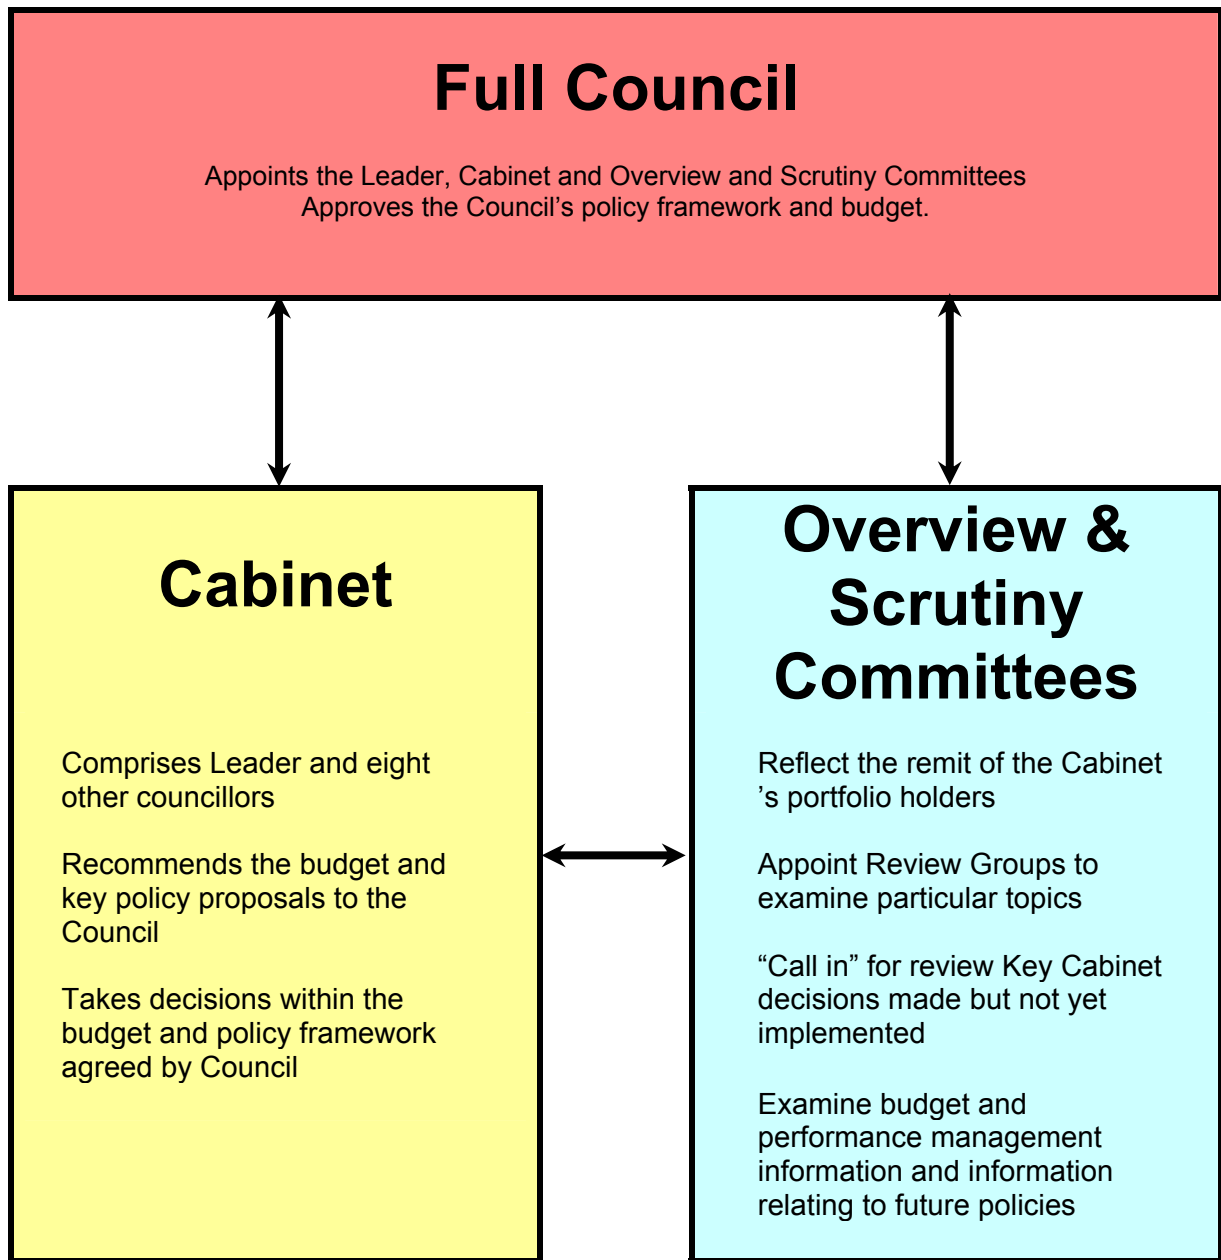 Full Council
Appoints the Leader, Cabinet and Overview and Scrutiny Committees
Approves the Council’s policy framework and budget.
Cabinet
Comprises Leader and eight
other councillors
Recommends the budget and
key policy proposals to the
Council
Takes decisions within the
budget and policy framework
agreed by Council
Overview &
Scrutiny
Committees
Reflect the remit of the Cabinet
’s portfolio holders
Appoint Review Groups to
examine particular topics
“Call in” for review Key Cabinet
decisions made but not yet
implemented
Examine budget and
performance management
information and information
relating to future policies